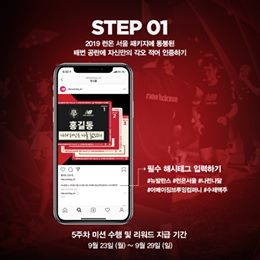 STEP 01
2019 런온 서울 패키지에 동봉된
배번 공란에 자신만의 각오 적어 인증하기
홍길동
필수 해시태그 입력하기
#뉴발란스 #런온서울 #나런나달
#어메이징브루잉컴퍼니 #수제맥주
5주차 미션 수행 및 리워드 지급 기간
9월 23일 (월) ~ 9월 29일 (일)